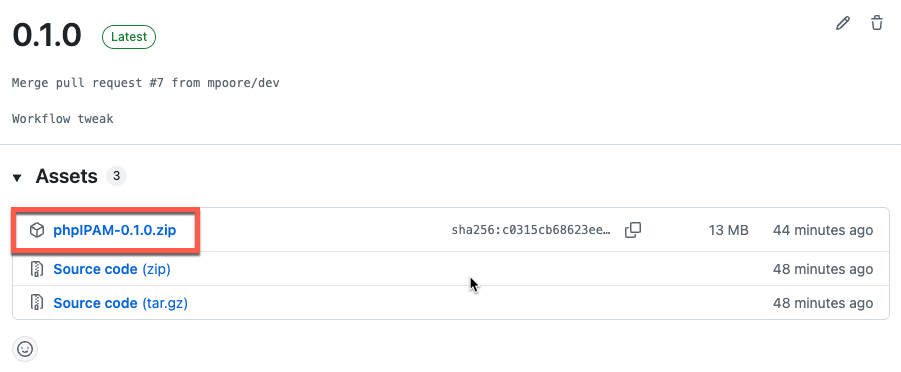 0.1.0 Latest
Merge pull request #7 from mpoore/dev
Workflow tweak
Assets 3
phpIPAM-0.1.0.zip sha256:c0315cb68623ee… 13 MB 44 minutes ago
Source code (zip) 48 minutes ago
Source code (tar.gz) 48 minutes ago